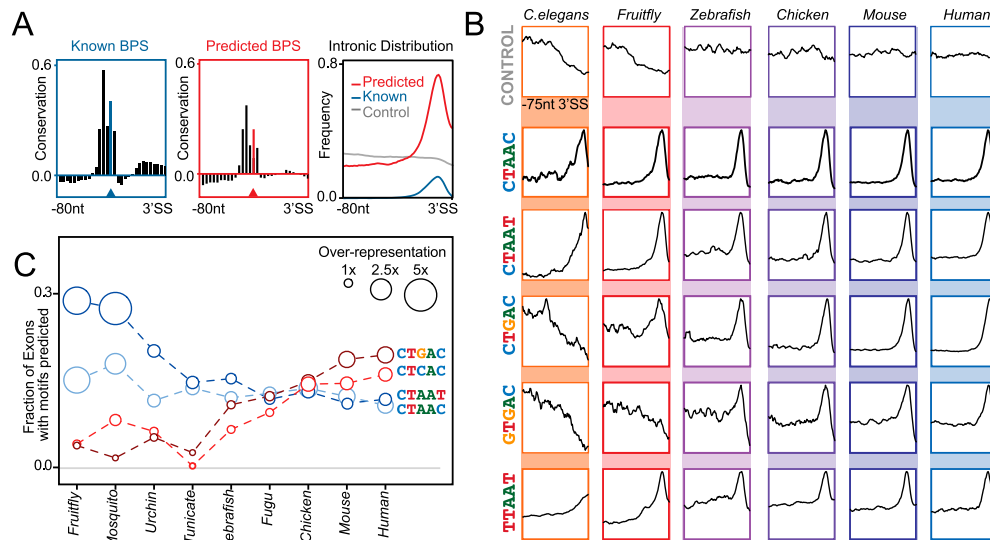 A
Known BPS
Predicted BPS
Intronic Distribution
0.6
0.6
0.8
Conservation
Conservation
Frequency
Predicted
Known
Control
0.0
0.0
0.0
-80nt
3'SS
-80nt
3'SS
-80nt
3'SS
B
C.elegans
Fruitfly
Zebrafish
Chicken
Mouse
Human
CONTROL
-75nt 3'SS
CTAAC
CTAAT
CTGAC
GTGAC
TTAAT
C
Over-representation
1x
2.5x
5x
0.3
Fraction of Exons
with motifs predicted
0.0
CTGAC
CTCAC
CTAAT
CTAAC
Fruitfly
Mosquito
Urchin
Tunicate
Zebrafish
Fugu
Chicken
Mouse
Human